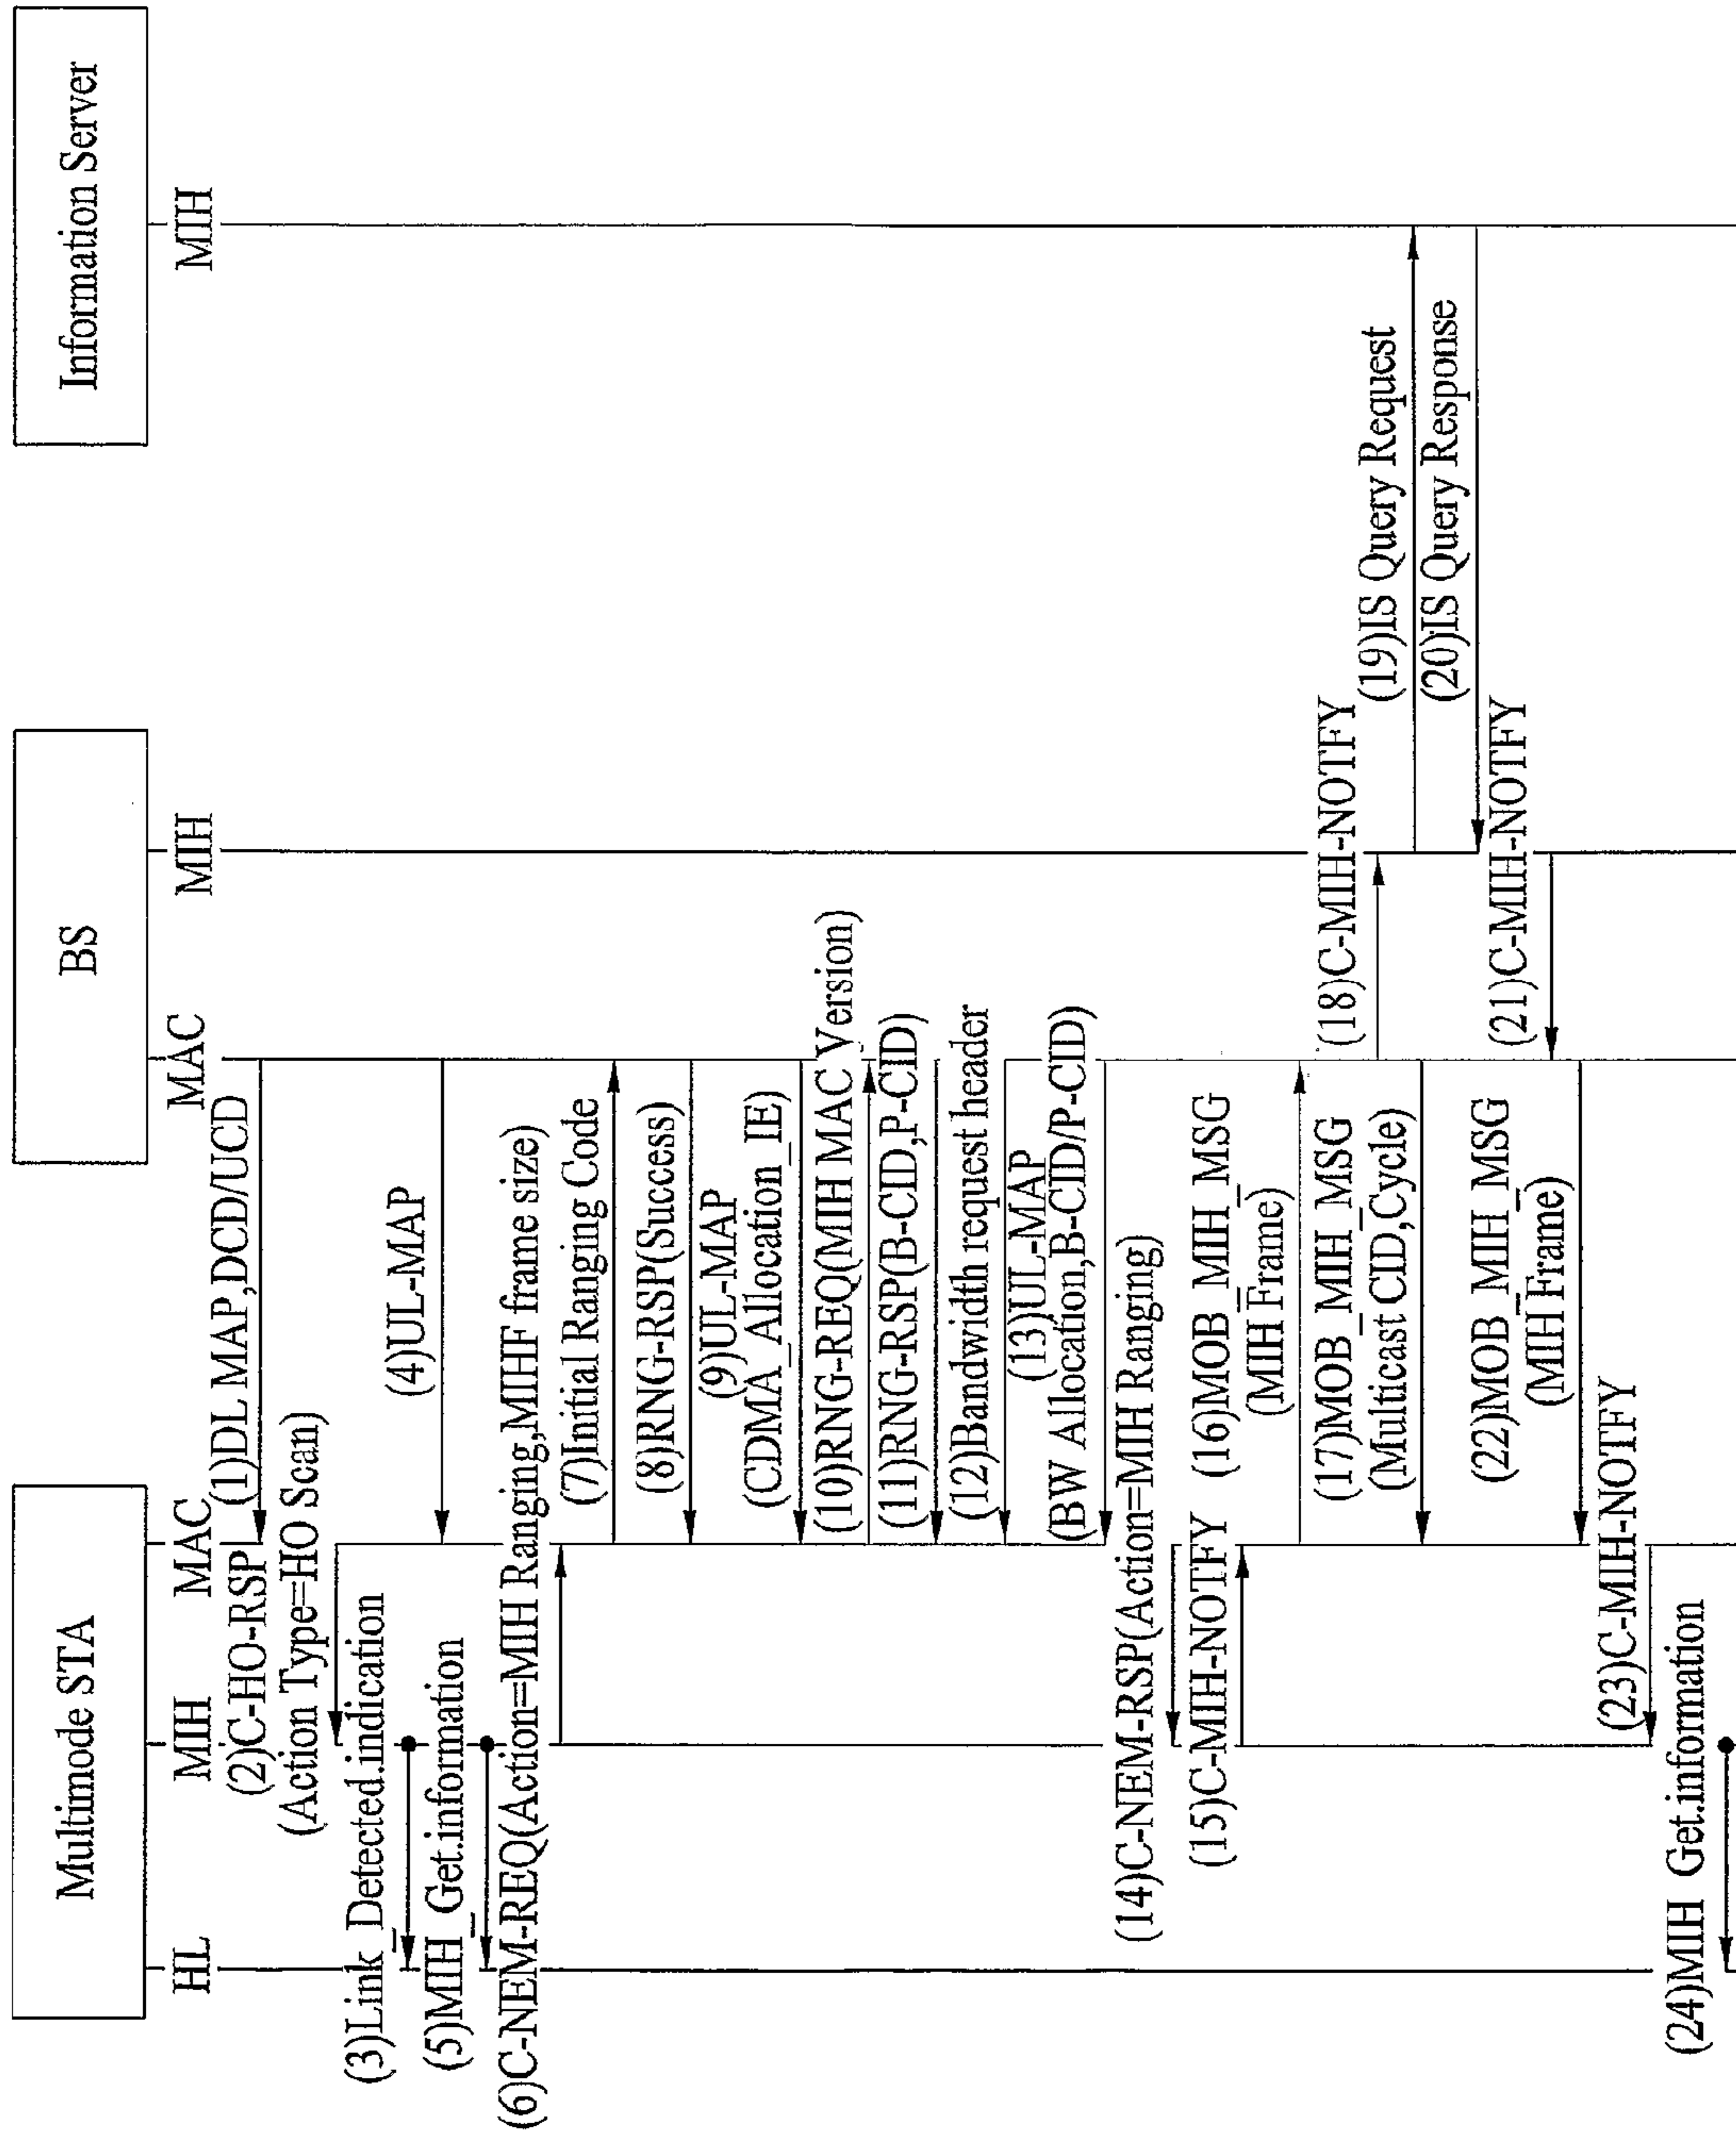 Multimode STA
BS
Information Server
HL
MIH
MAC
MAC
MIH
MIH
(1)DL MAP,DCD/UCD
(2)C-HO-RSP
(Action Type=HO Scan)
(3)Link_Detected.indication
(4)UL-MAP
(5)MIH_Get.information
(6)C-NEM-REQ(Action=MIH Ranging,MIHF frame size)
(7)Initial Ranging Code
(8)RNG-RSP(Success)
(9)UL-MAP
(CDMA_Allocation_IE)
(10)RNG-REQ(MIH MAC Version)
(11)RNG-RSP(B-CID,P-CID)
(12)Bandwidth request header
(13)UL-MAP
(BW Allocation,B-CID/P-CID)
(14)C-NEM-RSP(Action=MIH Ranging)
(15)C-MIH-NOTFY
(16)MOB_MIH_MSG
(MIH Frame)
(17)MOB_MIH_MSG
(Multicast CID,Cycle)
(18)C-MIH-NOTFY
(19)IS Query Request
(20)IS Query Response
(21)C-MIH-NOTFY
(22)MOB_MIH_MSG
(MIH Frame)
(23)C-MIH-NOTFY
(24)MIH_Get.information